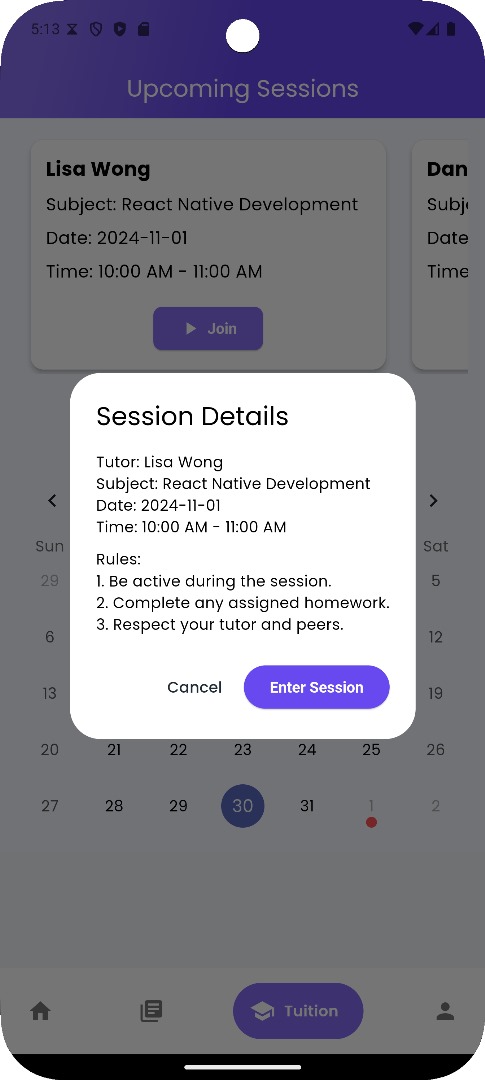 5:13
Upcoming Sessions
Lisa Wong
Subject: React Native Development
Date: 2024-11-01
Time: 10:00 AM - 11:00 AM
Join
Dan
Subje
Date
Time
Session Details
Tutor: Lisa Wong
Subject: React Native Development
Date: 2024-11-01
Time: 10:00 AM - 11:00 AM
Rules:
1. Be active during the session.
2. Complete any assigned homework.
3. Respect your tutor and peers.
Cancel Enter Session
Sun Sat
29 5
6 12
13 19
20 21 22 23 24 25 26
27 28 29 30 31 1 2
Tuition